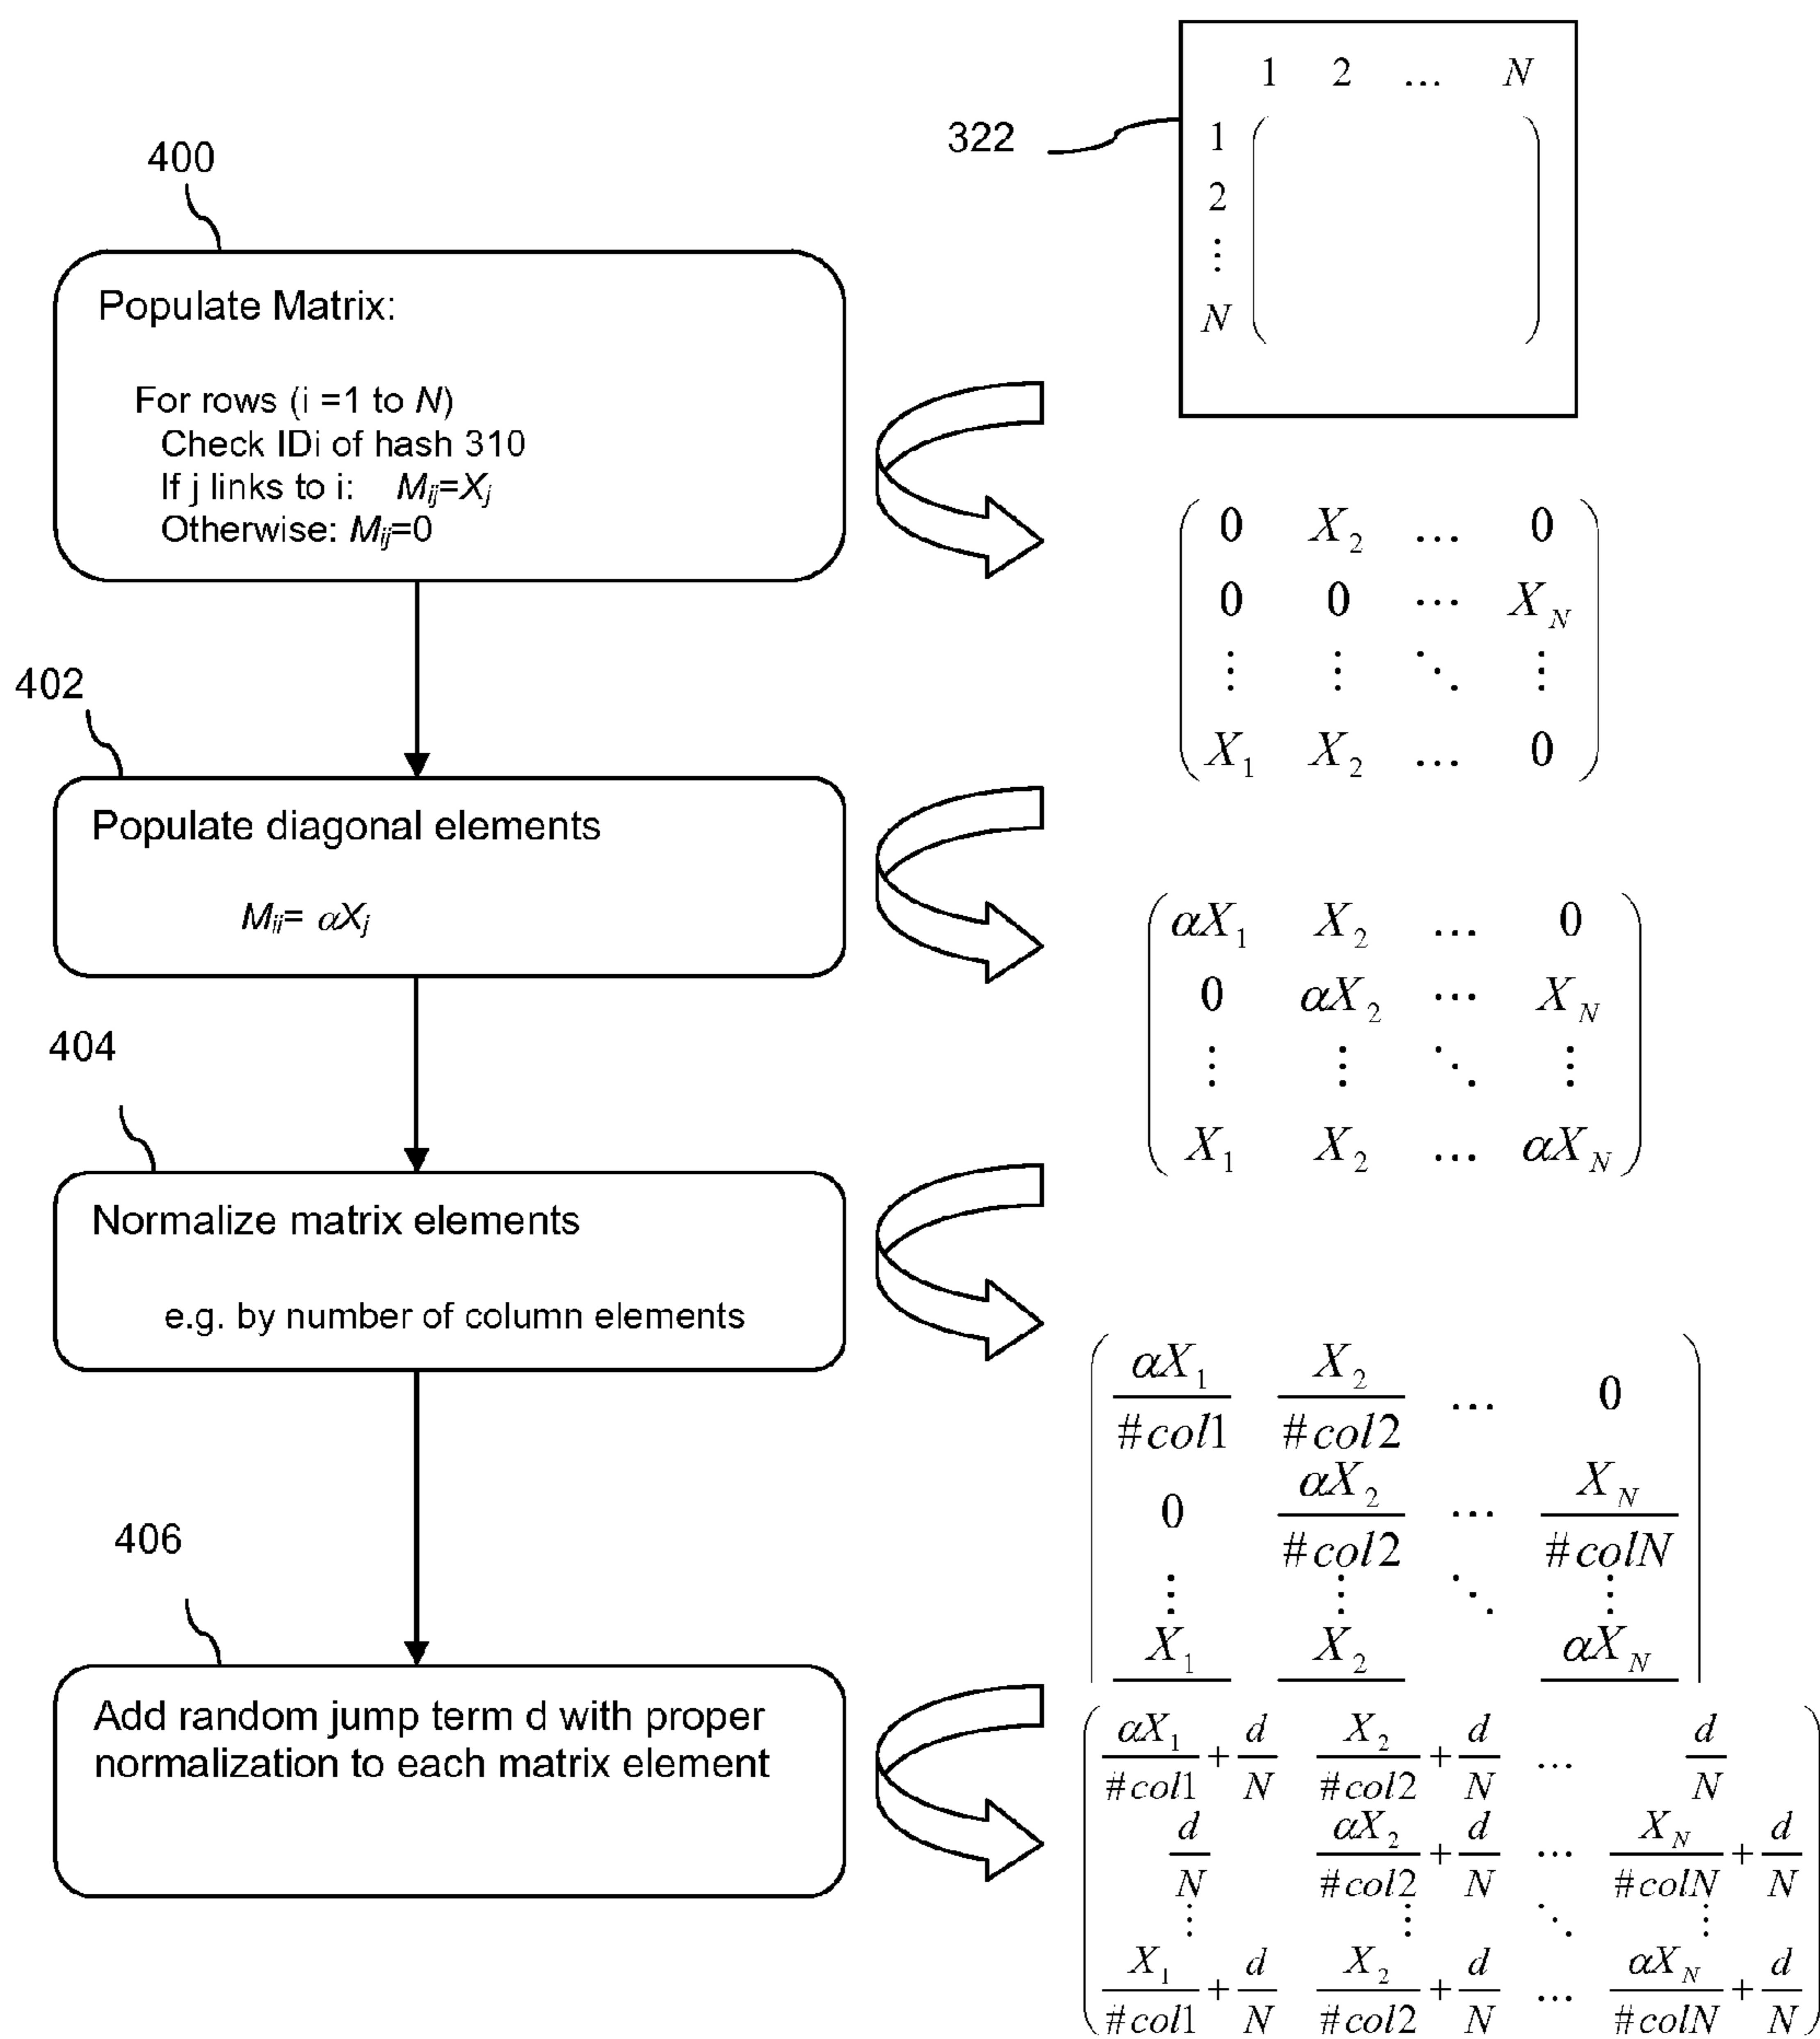 1 2 ... N
322
1
2
⋮
N
400
Populate Matrix:
For rows (i =1 to N)
Check IDi of hash 310
If j links to i: Mij=Xj
Otherwise: Mij=0
0 X2 ... 0
0 0 ... XN
⋮ ⋮ ⋱ ⋮
X1 X2 ... 0
402
Populate diagonal elements
Mii= αXj
αX1 X2 ... 0
0 αX2 ... XN
⋮ ⋮ ⋱ ⋮
X1 X2 ... αXN
404
Normalize matrix elements
e.g. by number of column elements
αX1 X2 ... 0
#col1 #col2
0 αX2 ... XN
#col2 #colN
⋮ ⋮ ⋱ ⋮
X1 X2 αXN
406
Add random jump term d with proper
normalization to each matrix element
αX1 + d X2 + d ... d
#col1 N #col2 N N
d αX2 + d ... XN + d
N #col2 N #colN N
⋮ ⋮ ⋱ ⋮
X1 + d X2 + d ... αXN + d
#col1 N #col2 N #colN N